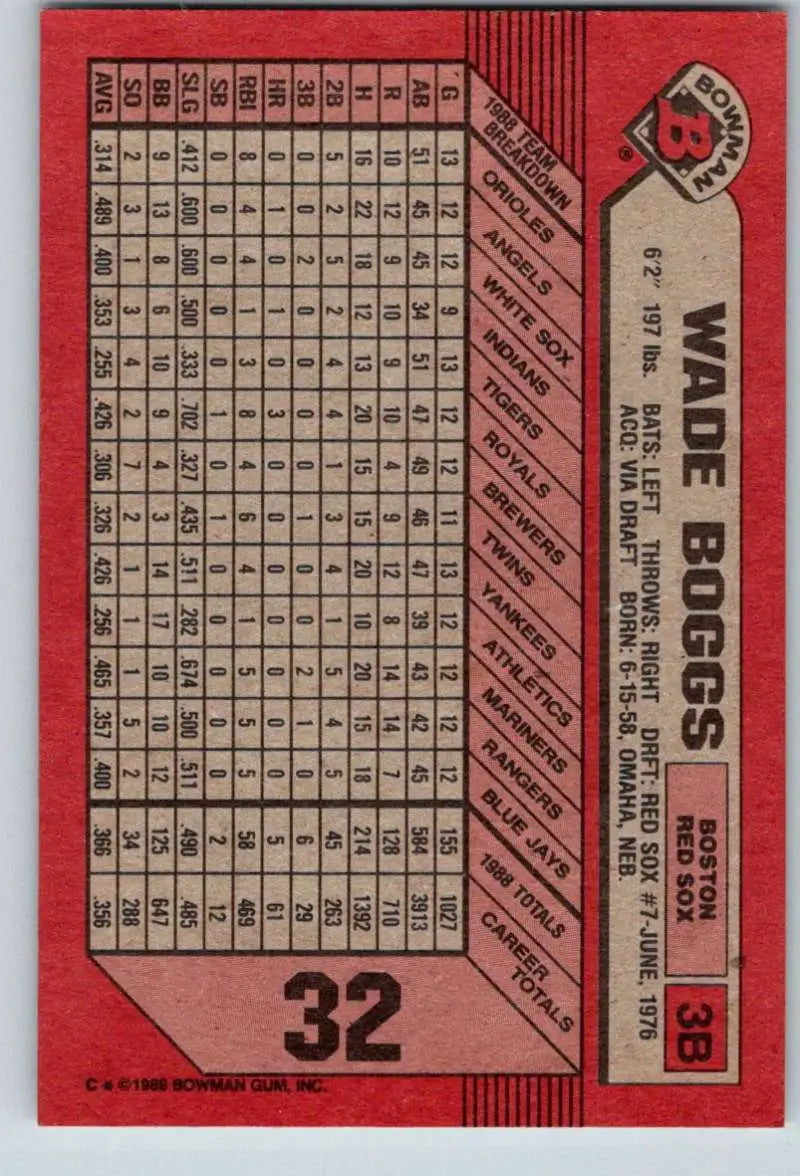 BOWMAN
B
®
WADE BOGGS
BOSTON
RED SOX
3B
6'2" 197 lbs. BATS: LEFT THROWS: RIGHT DRFT: RED SOX #7-JUNE, 1976
ACQ: VIA DRAFT BORN: 6-15-58, OMAHA, NEB.
1988 TEAM
BREAKDOWN
ORIOLES
ANGELS
WHITE SOX
INDIANS
TIGERS
ROYALS
BREWERS
TWINS
YANKEES
ATHLETICS
MARINERS
RANGERS
BLUE JAYS
1988 TOTALS
CAREER
TOTALS
G 13 12 12 9 13 12 12 11 13 12 12 12 12 155 1027
AB 51 45 45 34 51 47 49 46 47 39 43 42 45 584 3913
R 10 12 9 10 9 10 4 9 12 8 14 14 7 128 710
H 16 22 18 12 13 20 15 15 20 10 20 15 18 214 1392
2B 5 2 5 2 4 4 1 3 4 1 5 4 5 45 263
3B 0 0 2 0 0 0 0 1 0 0 2 1 0 6 29
HR 0 1 0 1 0 3 0 0 0 0 0 0 0 5 61
RBI 8 4 4 1 3 8 4 6 4 1 5 5 5 58 469
SB 0 0 0 0 0 1 0 1 0 0 0 0 0 2 12
SLG .412 .600 .600 .500 .333 .702 .327 .435 .511 .282 .674 .500 .511 .490 .485
BB 9 13 8 6 10 9 4 3 14 17 10 10 12 125 647
SO 2 3 1 3 4 2 7 2 1 1 1 5 2 34 288
AVG .314 .489 .400 .353 .255 .426 .306 .326 .426 .256 .465 .357 .400 .366 .356
32
C * ©1989 BOWMAN GUM, INC.